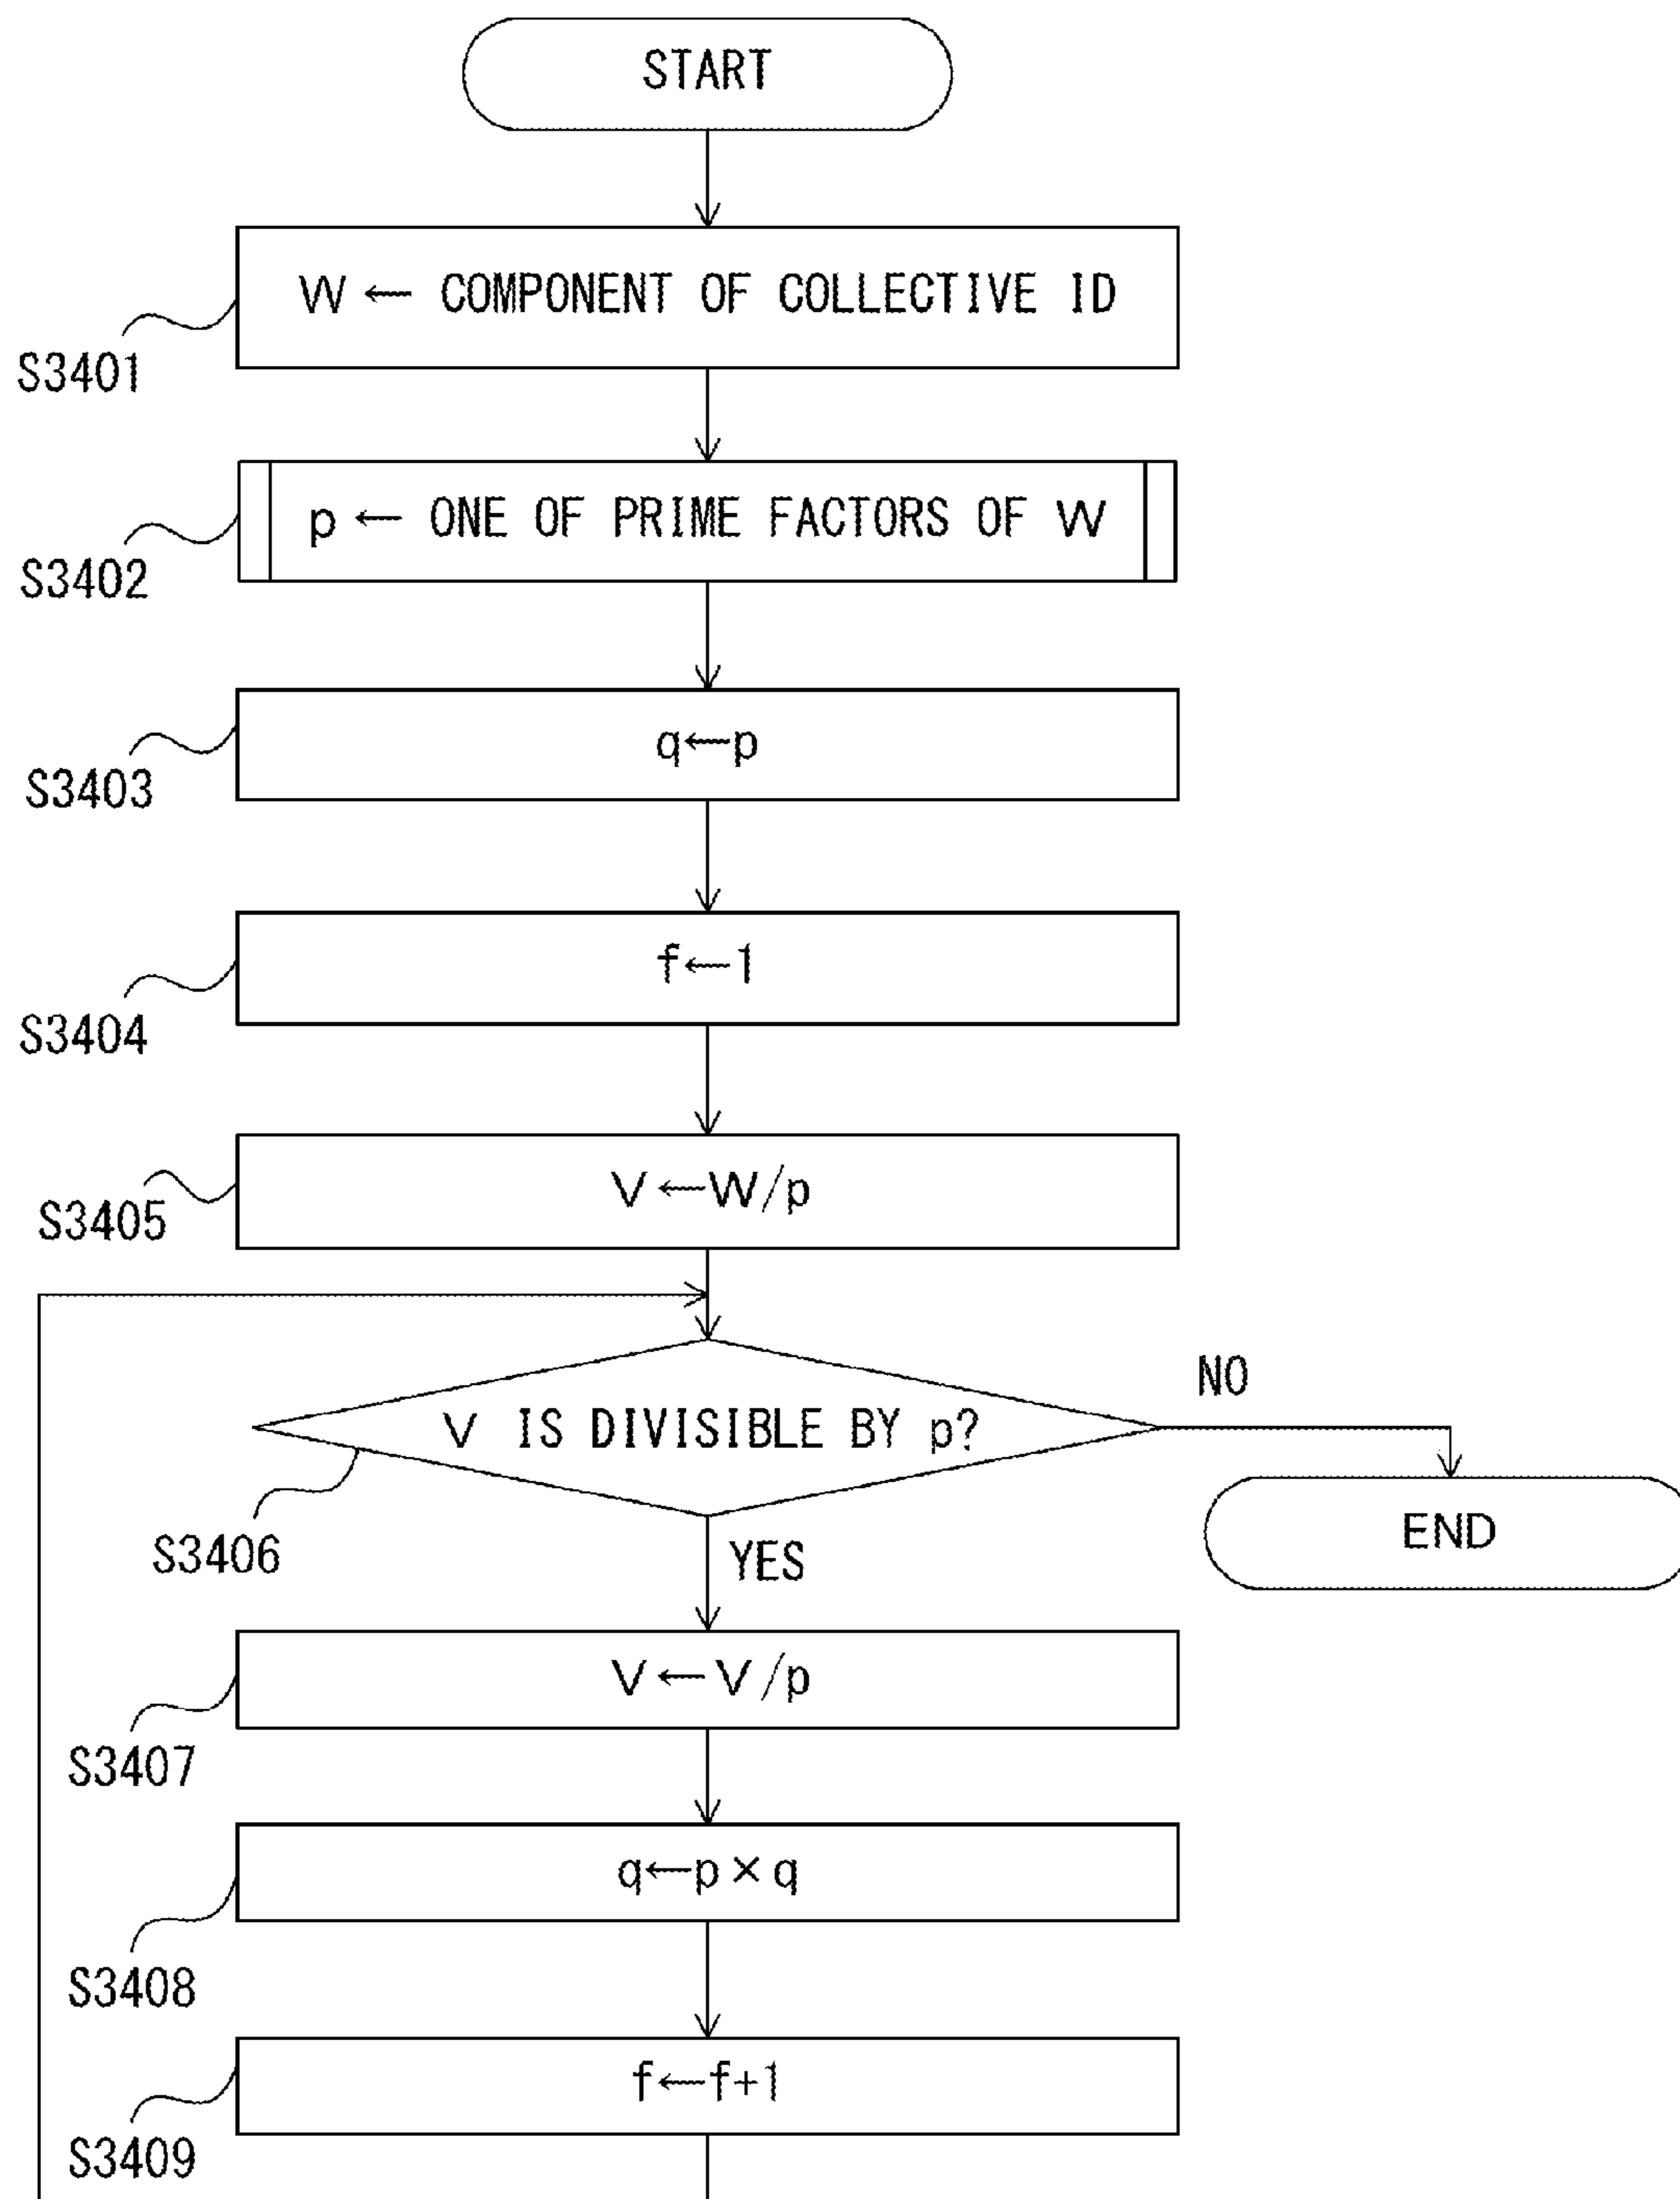 START
W ← COMPONENT OF COLLECTIVE ID
S3401
p ← ONE OF PRIME FACTORS OF W
S3402
q←p
S3403
f←1
S3404
V←W/p
S3405
NO
V IS DIVISIBLE BY p?
END
S3406
YES
V←V/p
S3407
q←p×q
S3408
f←f+1
S3409